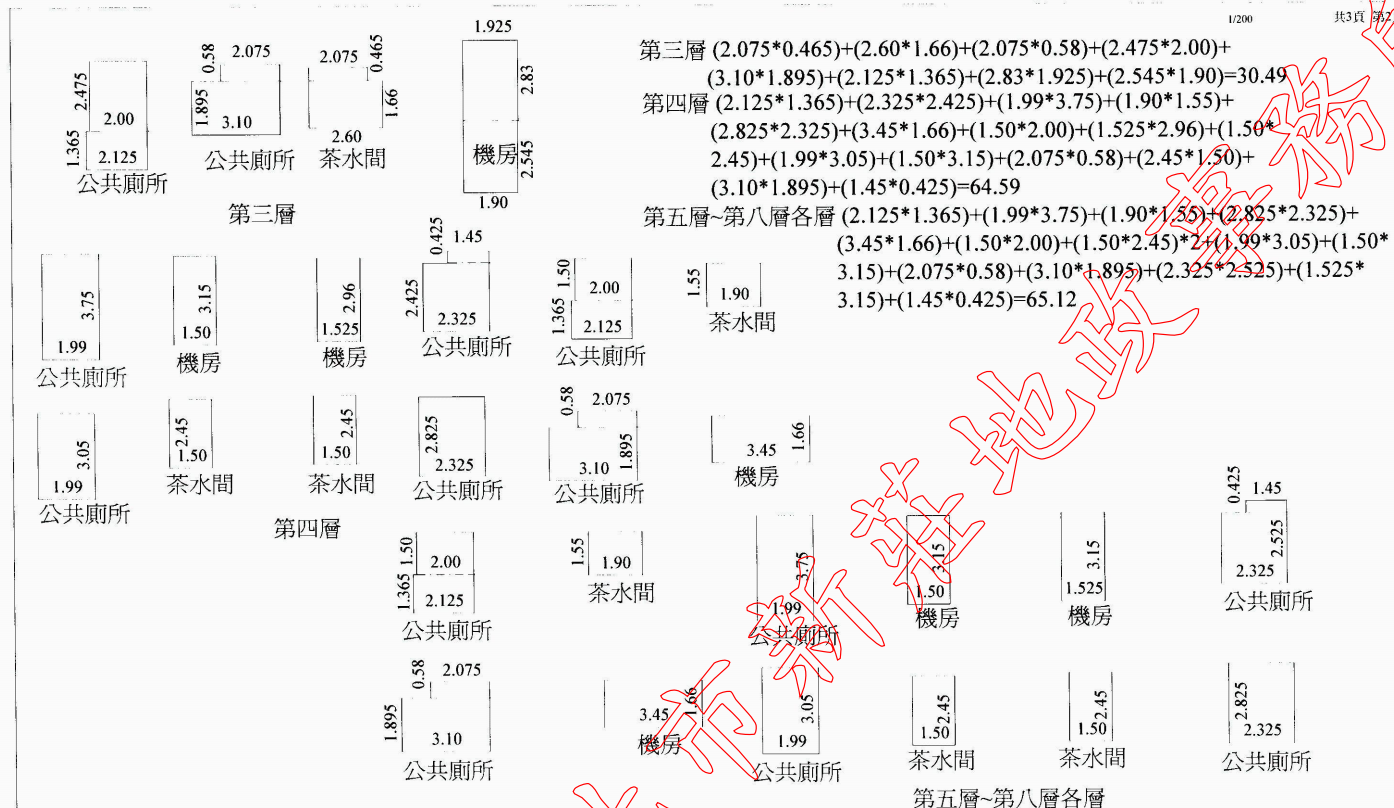 1/200
共3頁 第2
第三層 (2.075*0.465)+(2.60*1.66)+(2.075*0.58)+(2.475*2.00)+
(3.10*1.895)+(2.125*1.365)+(2.83*1.925)+(2.545*1.90)=30.49
第四層 (2.125*1.365)+(2.325*2.425)+(1.99*3.75)+(1.90*1.55)+
(2.825*2.325)+(3.45*1.66)+(1.50*2.00)+(1.525*2.96)+(1.50*
2.45)+(1.99*3.05)+(1.50*3.15)+(2.075*0.58)+(2.45*1.50)+
(3.10*1.895)+(1.45*0.425)=64.59
第五層~第八層各層 (2.125*1.365)+(1.99*3.75)+(1.90*1.55)+(2.825*2.325)+
(3.45*1.66)+(1.50*2.00)+(1.50*2.45)*2+(1.99*3.05)+(1.50*
3.15)+(2.075*0.58)+(3.10*1.895)+(2.325*2.525)+(1.525*
3.15)+(1.45*0.425)=65.12
2.475
2.00
1.365
2.125
公共廁所
0.58
2.075
1.895
3.10
公共廁所
2.075
0.465
1.66
2.60
茶水間
1.925
2.83
機房
2.545
1.90
第三層
3.75
1.99
公共廁所
3.15
1.50
機房
2.96
1.525
機房
0.425
1.45
2.425
2.325
公共廁所
1.50
2.00
1.365
2.125
公共廁所
1.55
1.90
茶水間
3.05
1.99
公共廁所
2.45
1.50
茶水間
2.45
1.50
茶水間
2.825
2.325
公共廁所
0.58
2.075
1.895
3.10
公共廁所
3.45
1.66
機房
第四層
1.50
2.00
1.365
2.125
公共廁所
1.55
1.90
茶水間
3.75
1.99
公共廁所
3.15
1.50
機房
3.15
1.525
機房
0.425
1.45
2.525
2.325
公共廁所
0.58
2.075
1.895
3.10
公共廁所
3.45
1.66
機房
3.05
1.99
公共廁所
2.45
1.50
茶水間
2.45
1.50
茶水間
2.825
2.325
公共廁所
第五層~第八層各層
市新莊地政事務所